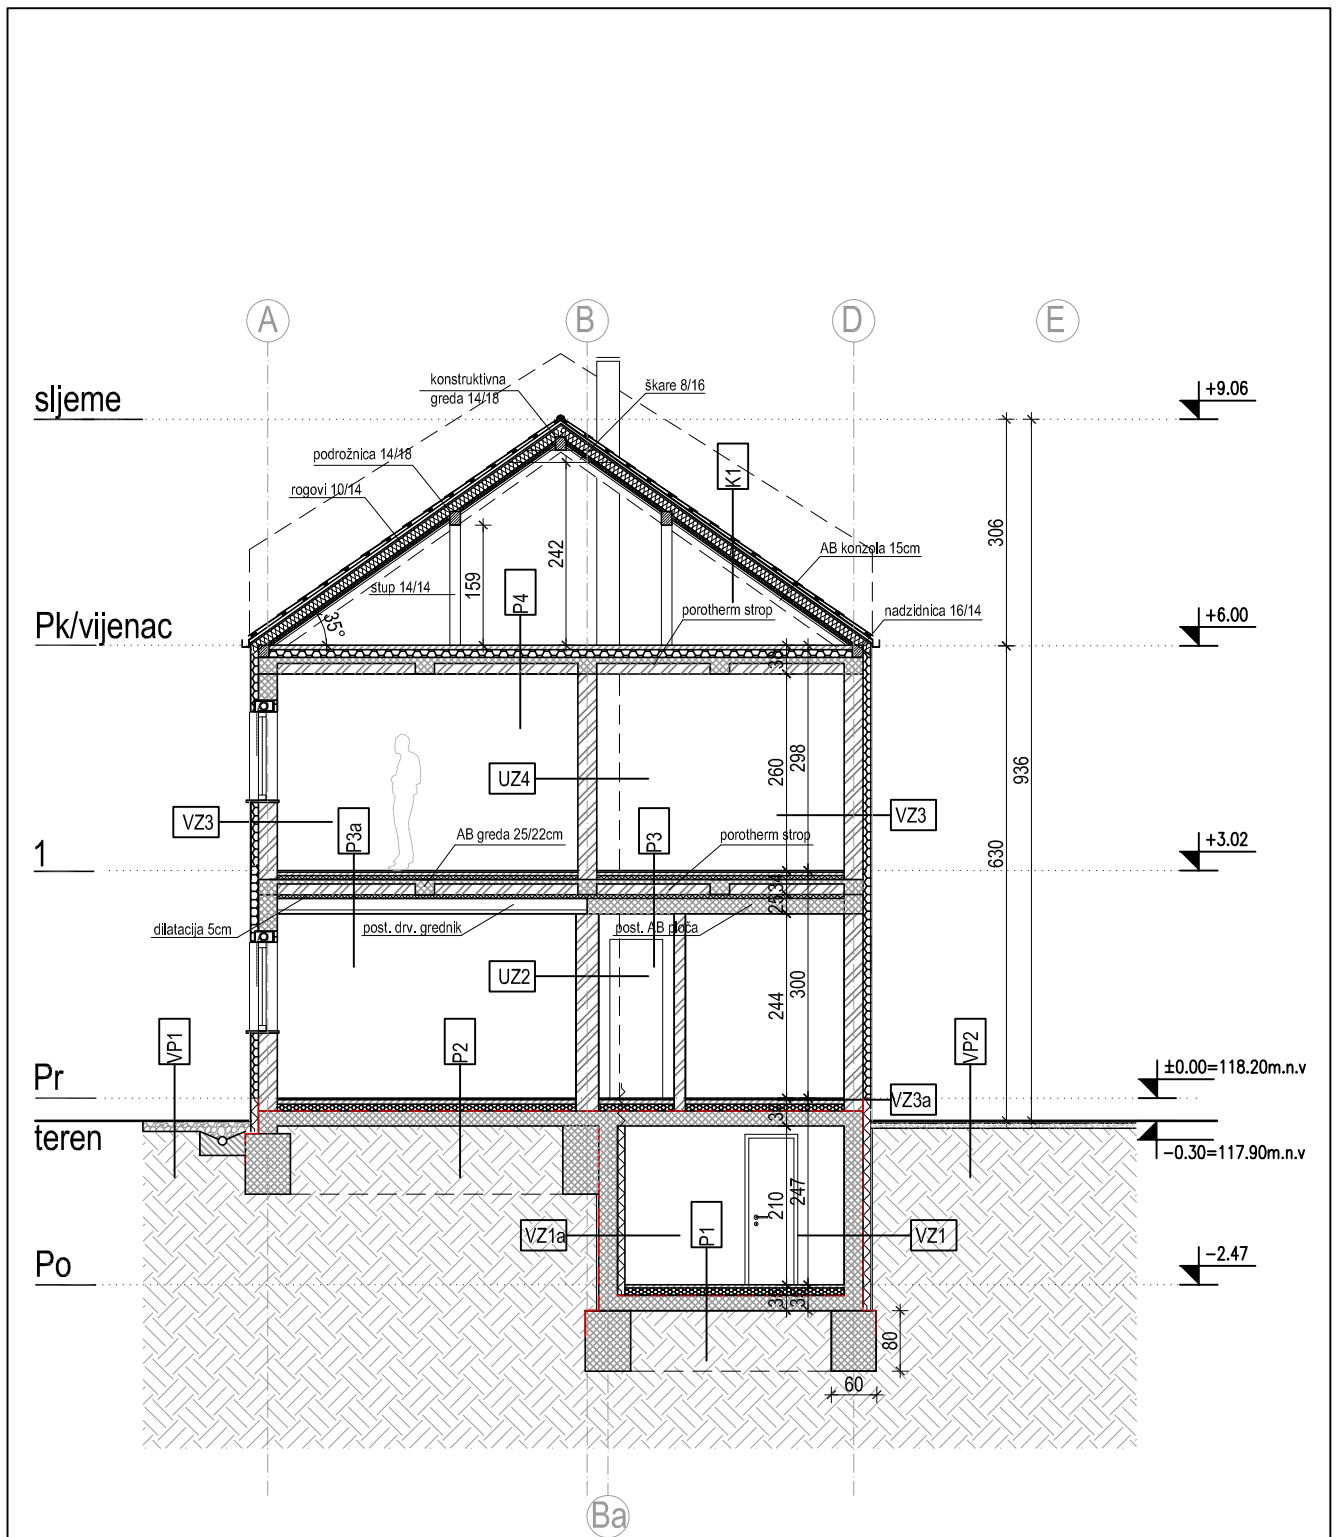 A
B
D
E
sljeme
konstruktivna
greda 14/18
škare 8/16
+9.06
podrožnica 14/18
rogovi 10/14
K1
306
242
159
AB konzola 15cm
stup 14/14
P4
porotherm strop
nadzidnica 16/14
35°
Pk/vijenac
+6.00
38
260
298
936
UZ4
VZ3
P3a
AB greda 25/22cm
P3
porotherm strop
VZ3
1
630
+3.02
34
25
dilatacija 5cm
post. drv. grednik
post. AB ploča
UZ2
244
300
VP1
P2
VP2
Pr
±0.00=118.20m.n.v
VZ3a
teren
-0.30=117.90m.n.v
210
247
VZ1a
P1
VZ1
Po
-2.47
80
60
Ba